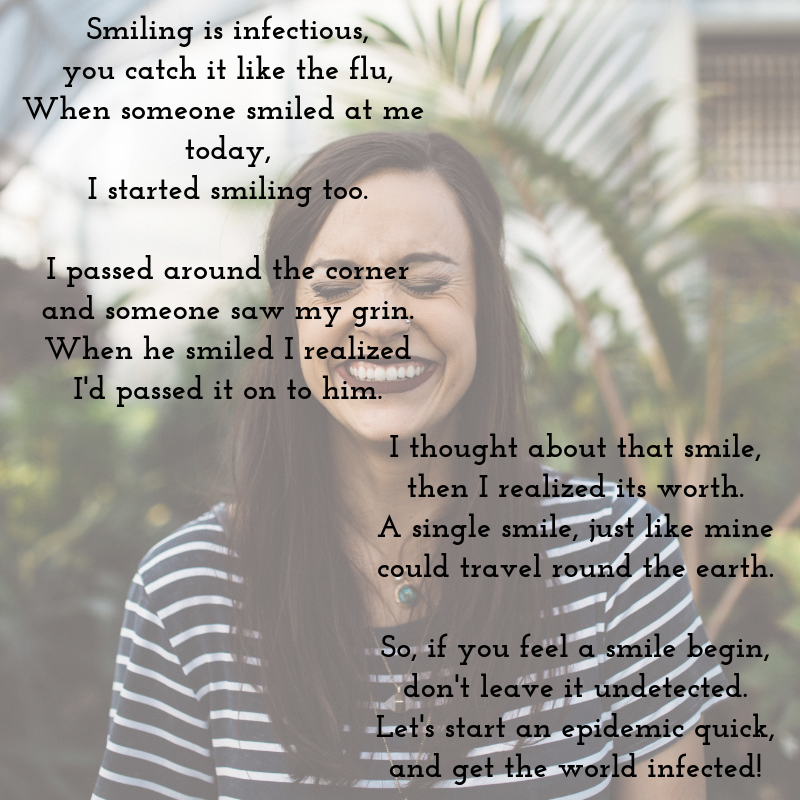 Smiling is infectious,
you catch it like the flu,
When someone smiled at me
today,
I started smiling too.
I passed around the corner
and someone saw my grin.
When he smiled I realized
I'd passed it on to him.
I thought about that smile,
then I realized its worth.
A single smile, just like mine
could travel round the earth.
So, if you feel a smile begin,
don't leave it undetected.
Let's start an epidemic quick,
and get the world infected!